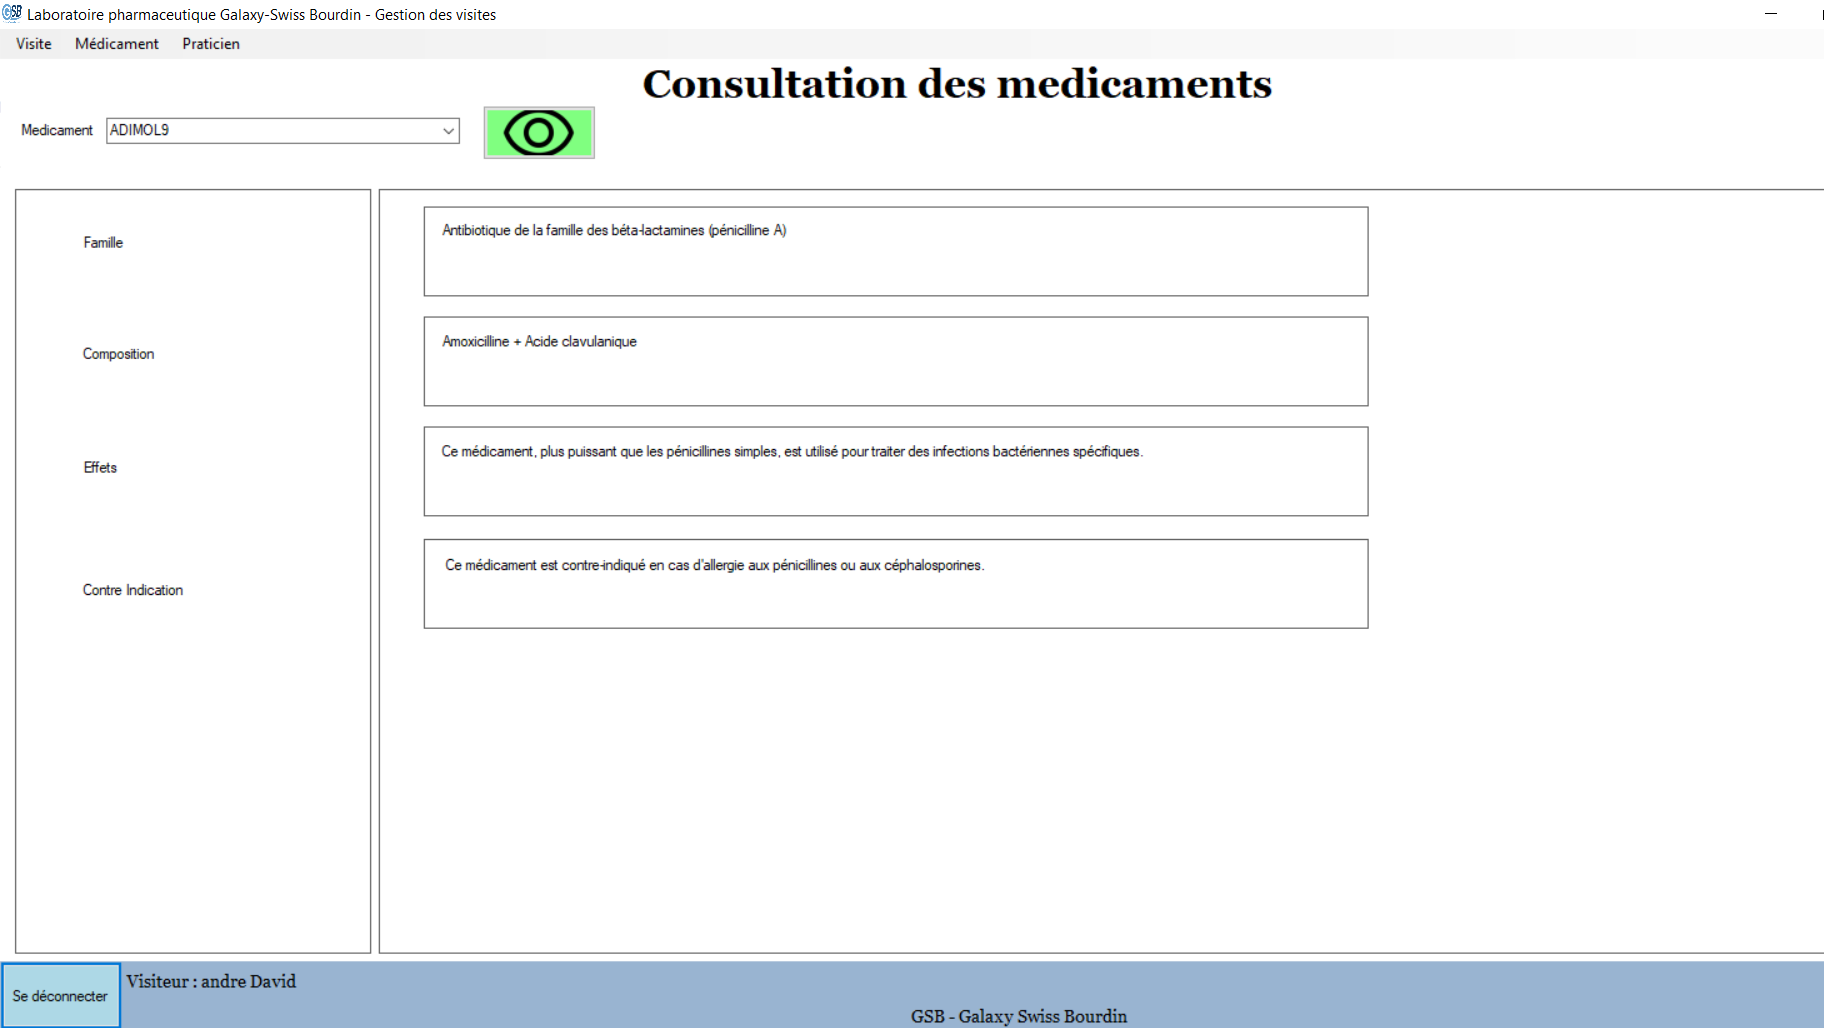 GSB Laboratoire pharmaceutique Galaxy-Swiss Bourdin - Gestion des visites
Visite Médicament Praticien
Consultation des medicaments
Medicament ADIMOL9
Famille
Antibiotique de la famille des béta-lactamines (pénicilline A)
Composition
Amoxicilline + Acide clavulanique
Effets
Ce médicament, plus puissant que les pénicillines simples, est utilisé pour traiter des infections bactériennes spécifiques.
Contre Indication
Ce médicament est contre-indiqué en cas d'allergie aux pénicillines ou aux céphalosporines.
Se déconnecter
Visiteur : andre David
GSB - Galaxy Swiss Bourdin